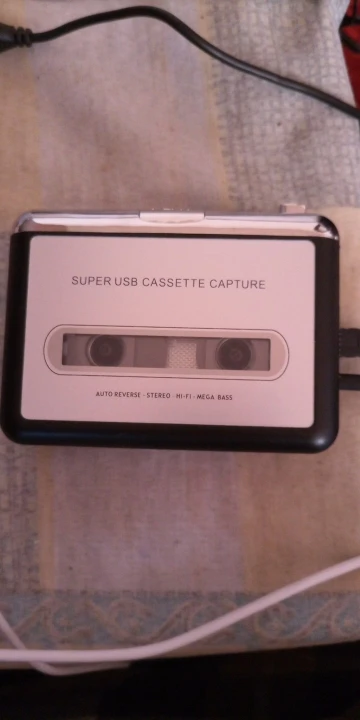 SUPER USB CASSETTE CAPTURE
AUTO REVERSE - STEREO - HI-FI - MEGA BASS